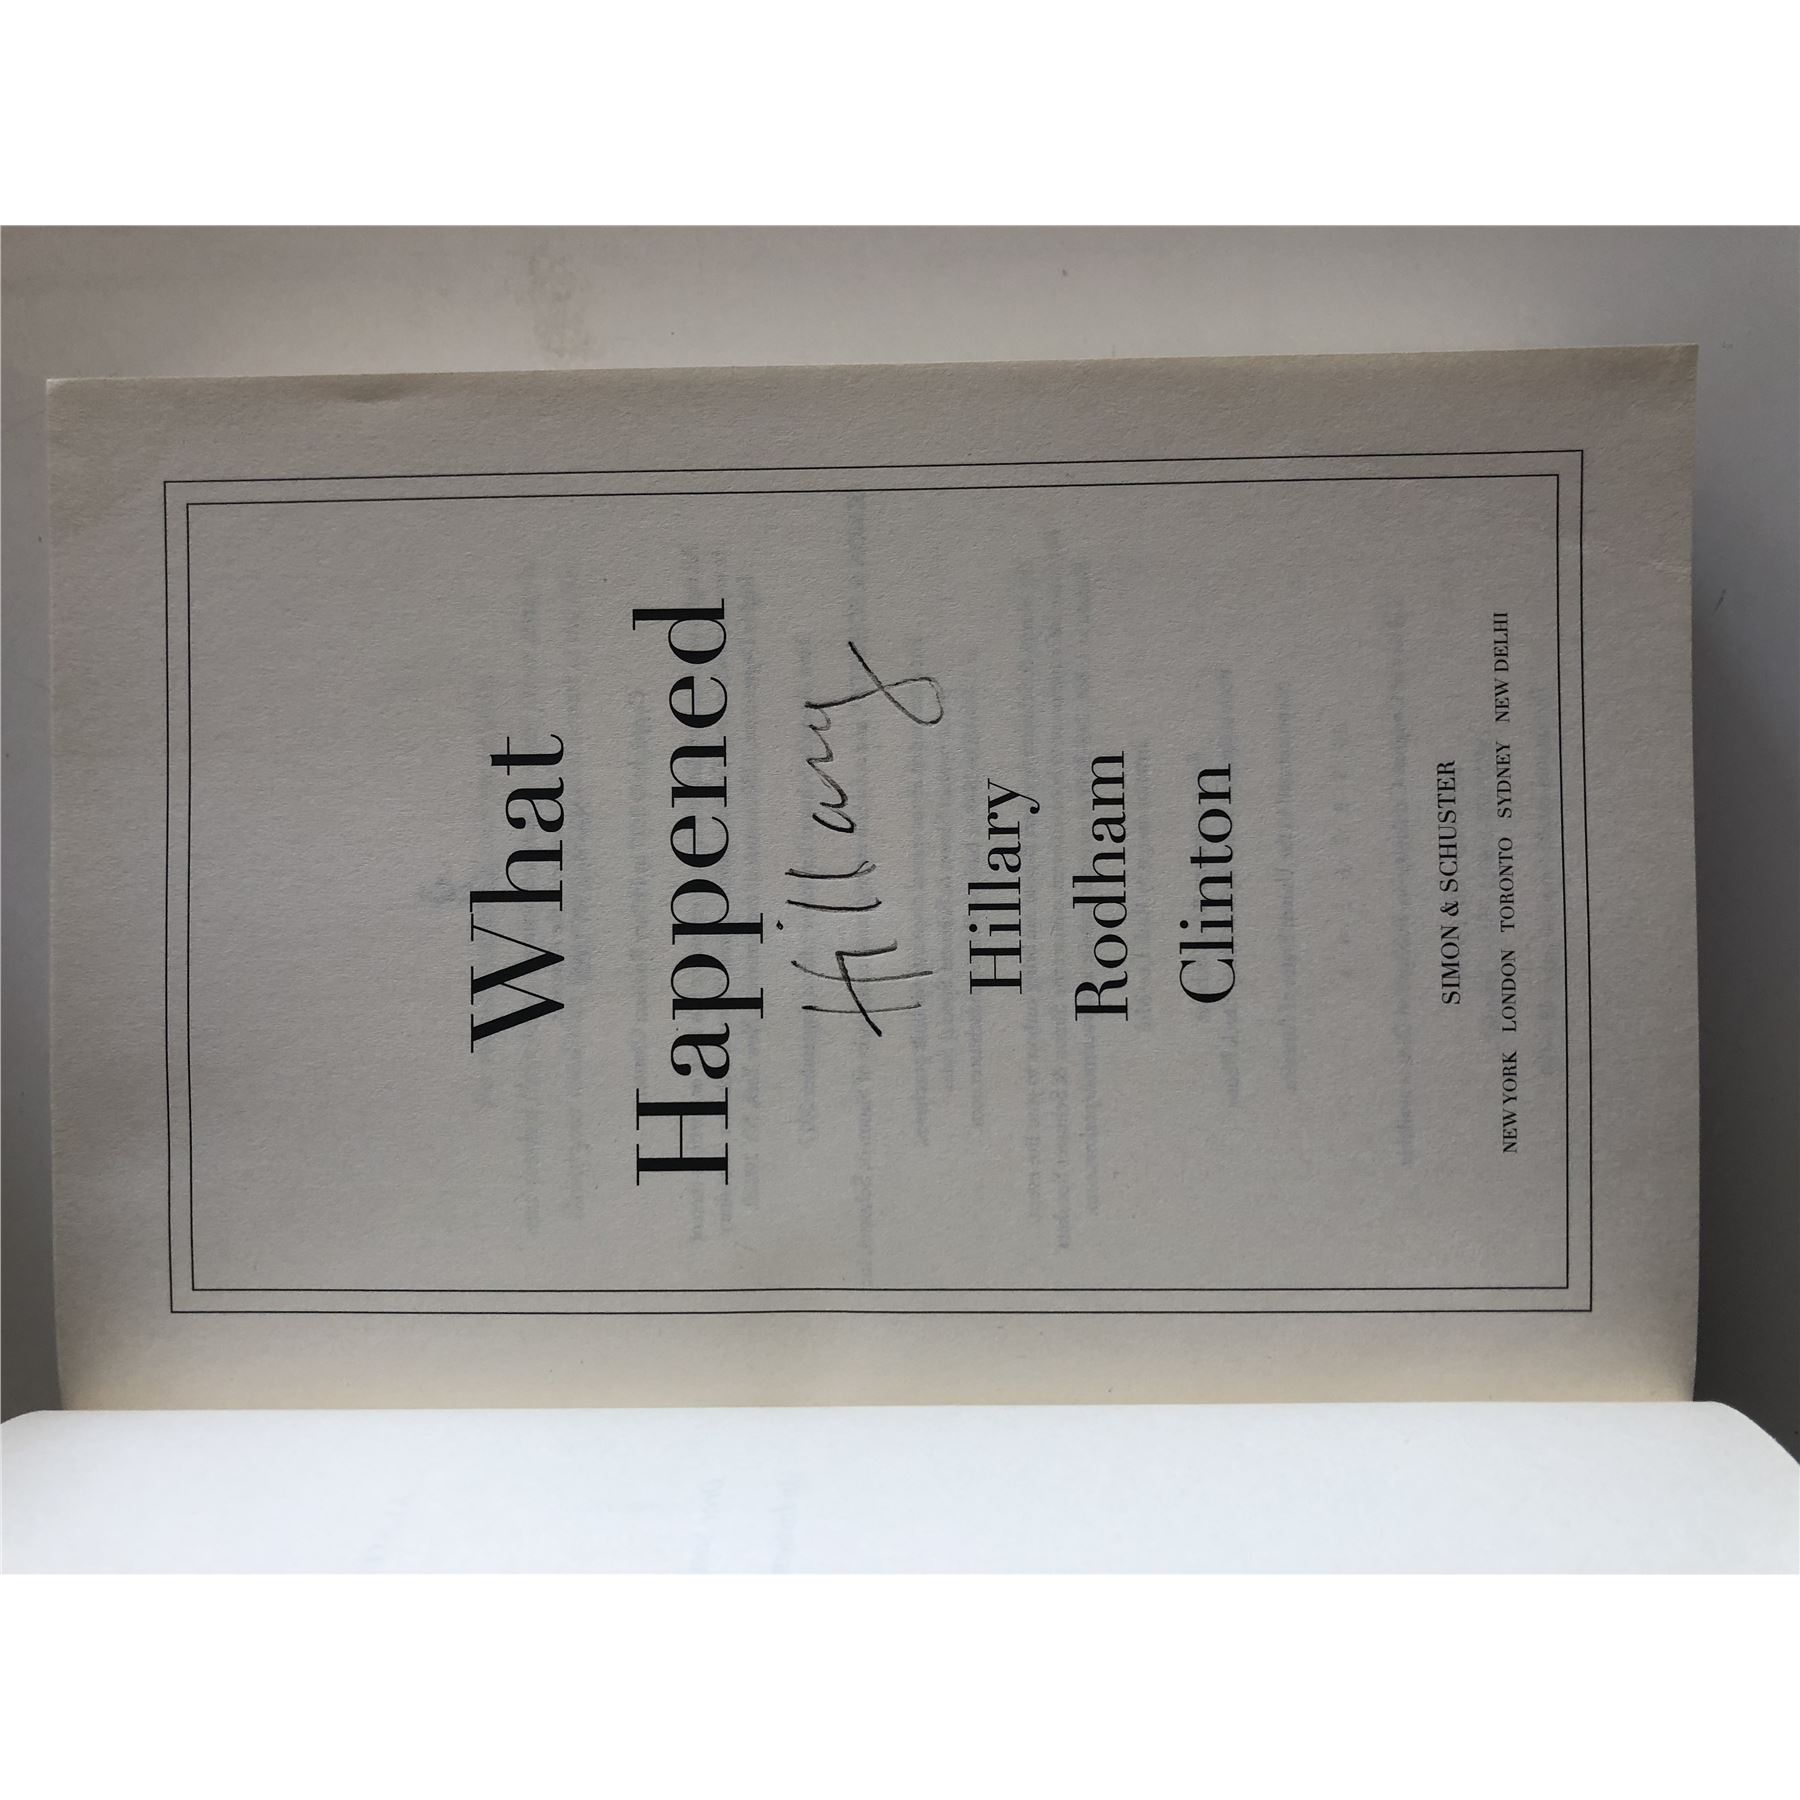 What
Happened
Hillary
Hillary
Rodham
Clinton
SIMON & SCHUSTER
NEW YORK LONDON TORONTO SYDNEY NEW DELHI